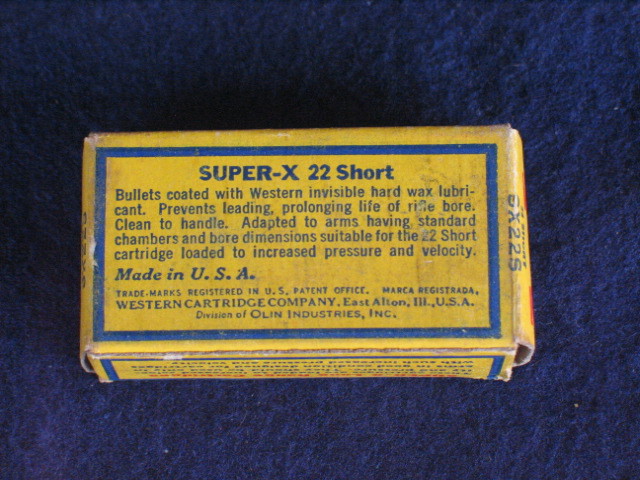 SUPER-X 22 Short
Bullets coated with Western invisible hard wax lubri-
cant. Prevents leading, prolonging life of rifle bore.
Clean to handle. Adapted to arms having standard
chambers and bore dimensions suitable for the 22 Short
cartridge loaded to increased pressure and velocity.
Made in U.S.A.
TRADE-MARKS REGISTERED IN U.S. PATENT OFFICE. MARCA REGISTRADA.
WESTERN CARTRIDGE COMPANY, East Alton, Ill., U.S.A.
Division of OLIN INDUSTRIES, INC.
SX22S